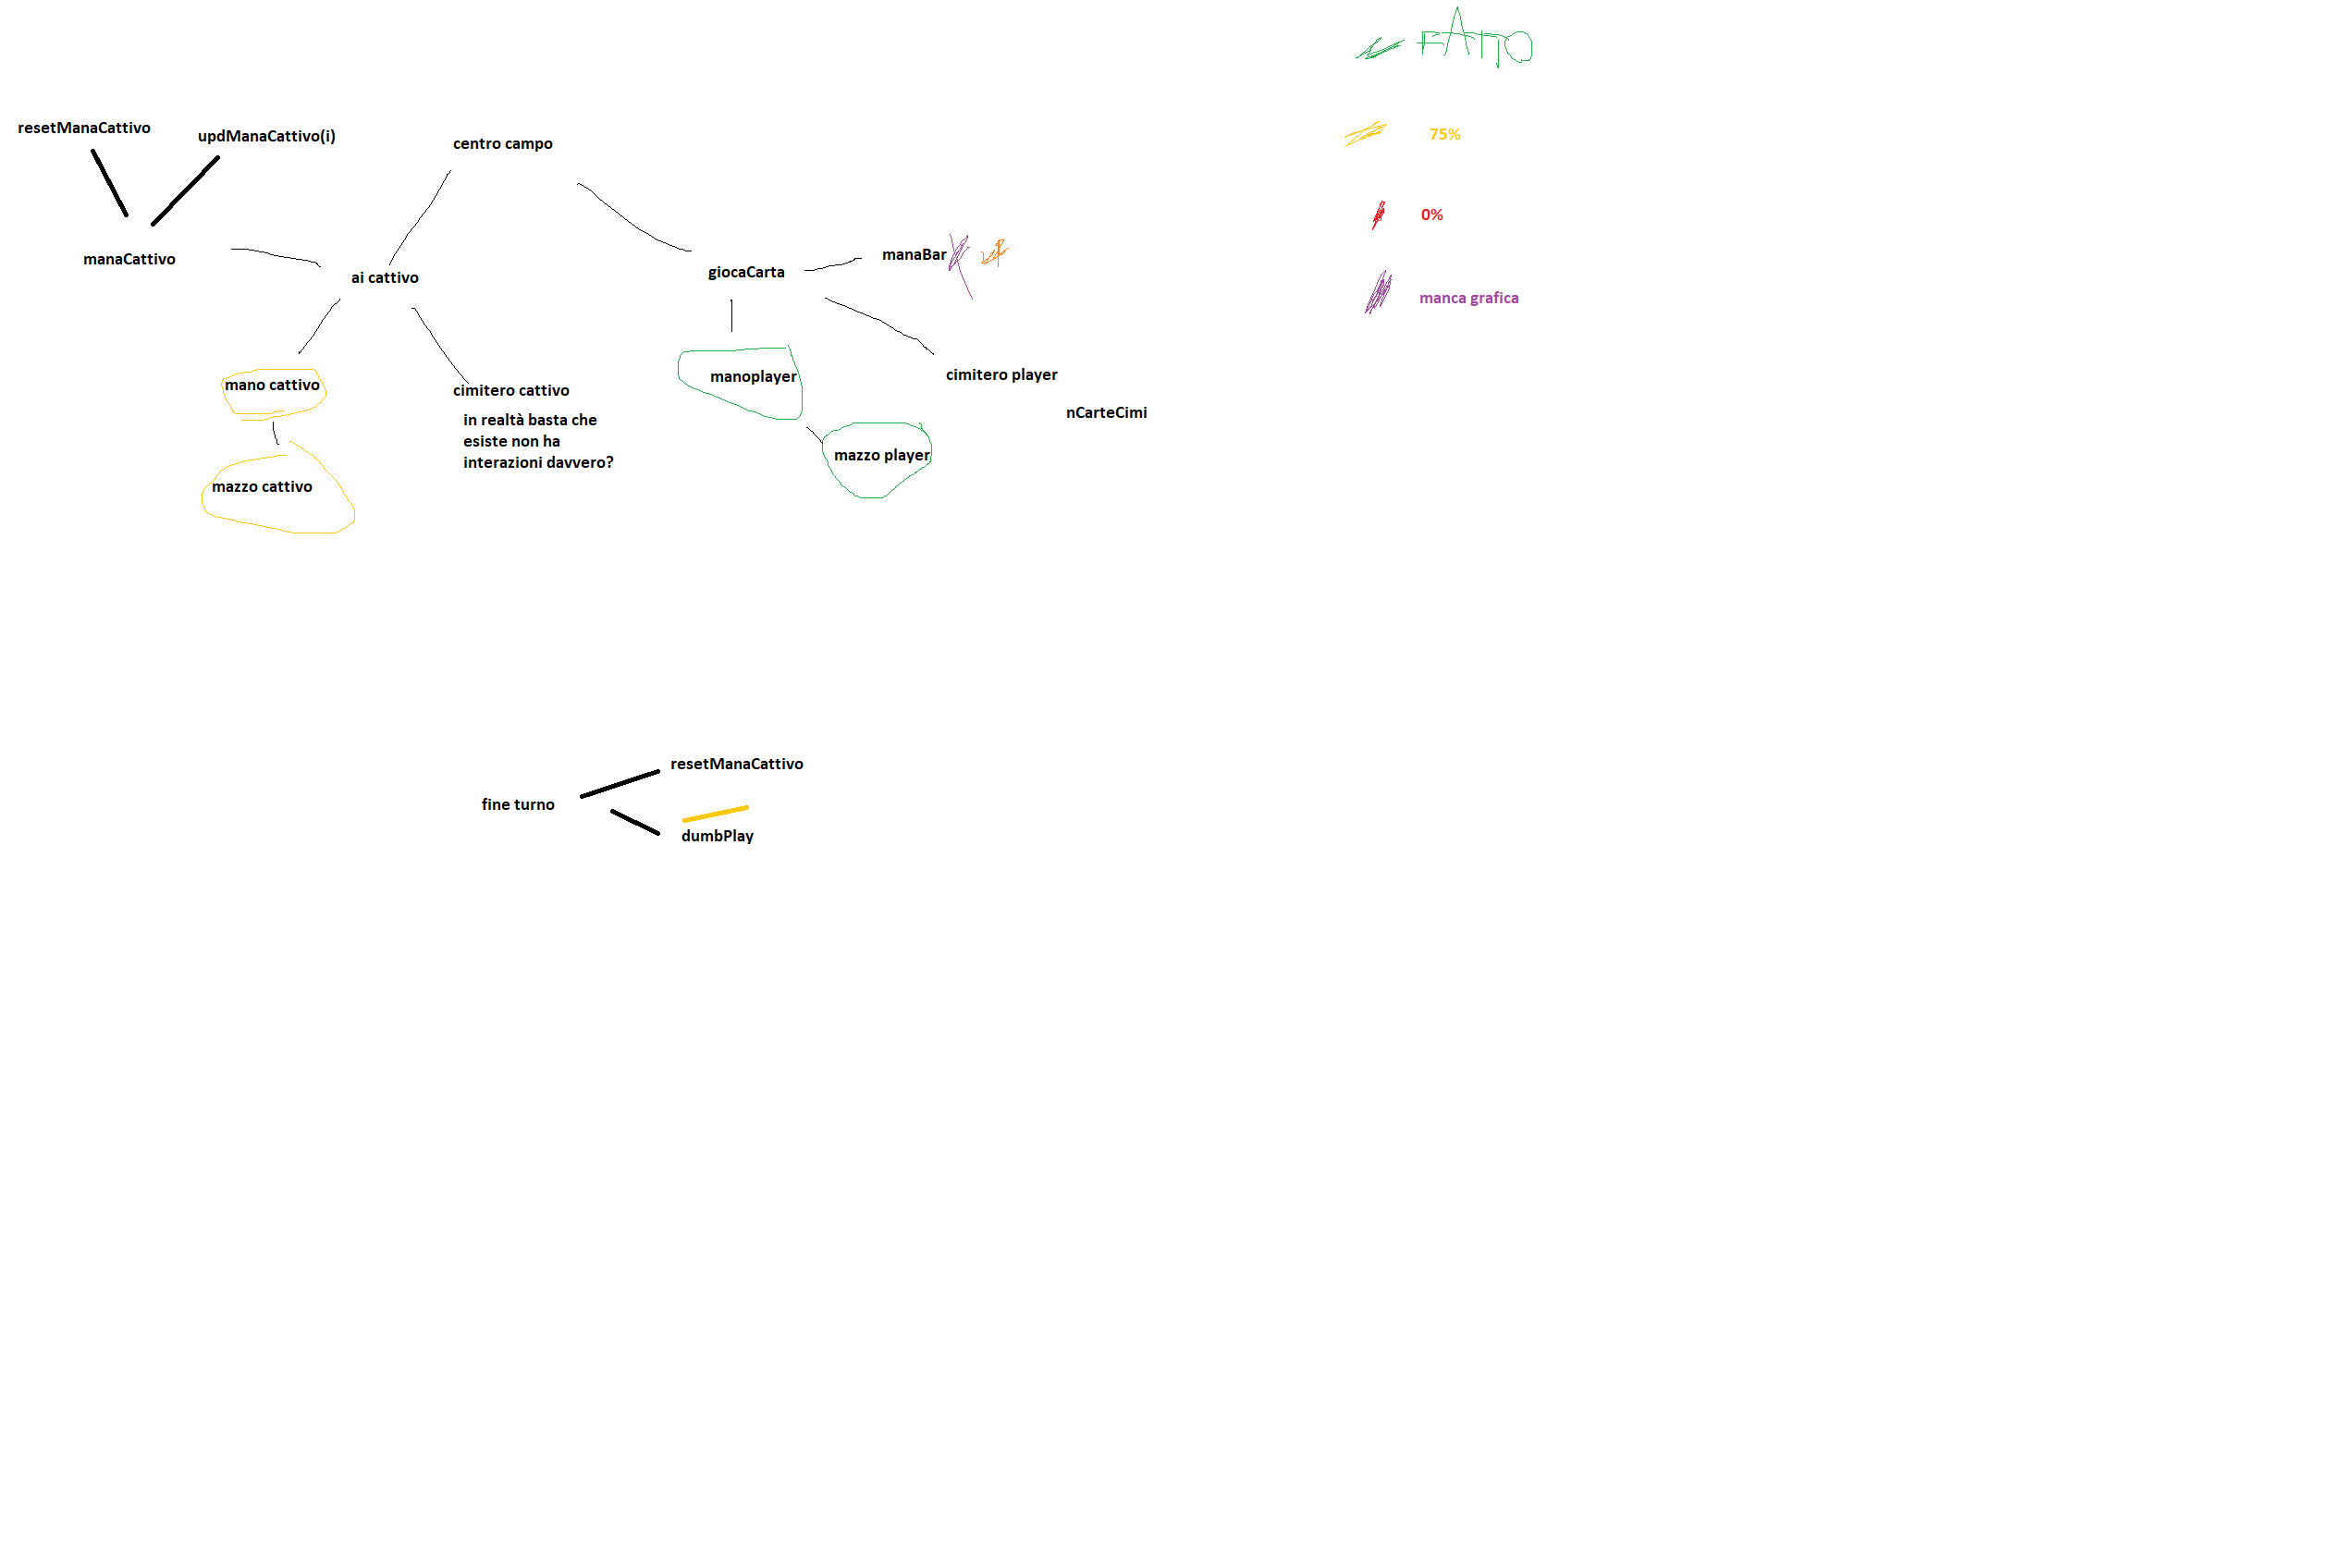 FATTO
resetManaCattivo
updManaCattivo(i)
75%
centro campo
0%
manaCattivo
manaBar
ai cattivo
giocaCarta
manca grafica
mano cattivo
cimitero cattivo
manoplayer
cimitero player
in realtà basta che
esiste non ha
interazioni davvero?
nCarteCimi
mazzo player
mazzo cattivo
resetManaCattivo
fine turno
dumbPlay